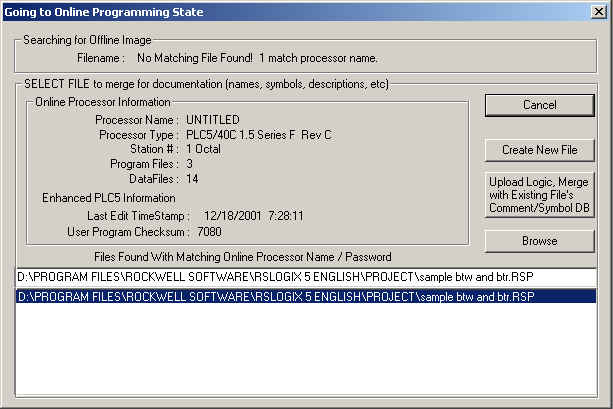 Going to Online Programming State
Searching for Offline Image
Filename : No Matching File Found! 1 match processor name.
SELECT FILE to merge for documentation (names, symbols, descriptions, etc)
Online Processor Information
Processor Name : UNTITLED
Processor Type : PLC5/40C 1.5 Series F Rev C
Station # : 1 Octal
Program Files : 3
DataFiles : 14
Enhanced PLC5 Information
Last Edit TimeStamp : 12/18/2001 7:28:11
User Program Checksum : 7080
Cancel
Create New File
Upload Logic, Merge
with Existing File's
Comment/Symbol DB
Browse
Files Found With Matching Online Processor Name / Password
D:\PROGRAM FILES\ROCKWELL SOFTWARE\RSLOGIX 5 ENGLISH\PROJECT\sample btw and btr.RSP
D:\PROGRAM FILES\ROCKWELL SOFTWARE\RSLOGIX 5 ENGLISH\PROJECT\sample btw and btr.RSP